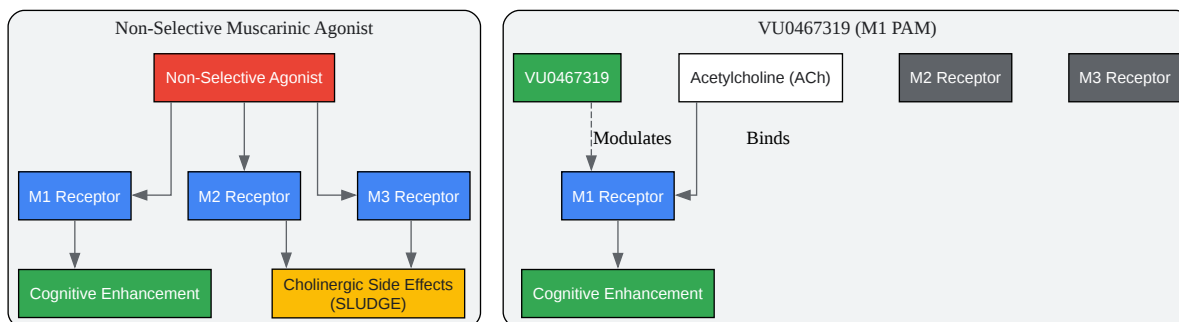 Non-Selective Muscarinic Agonist
Non-Selective Agonist
M1 Receptor
M2 Receptor
M3 Receptor
Cognitive Enhancement
Cholinergic Side Effects
(SLUDGE)
VU0467319 (M1 PAM)
VU0467319
Acetylcholine (ACh)
M2 Receptor
M3 Receptor
Modulates
Binds
M1 Receptor
Cognitive Enhancement